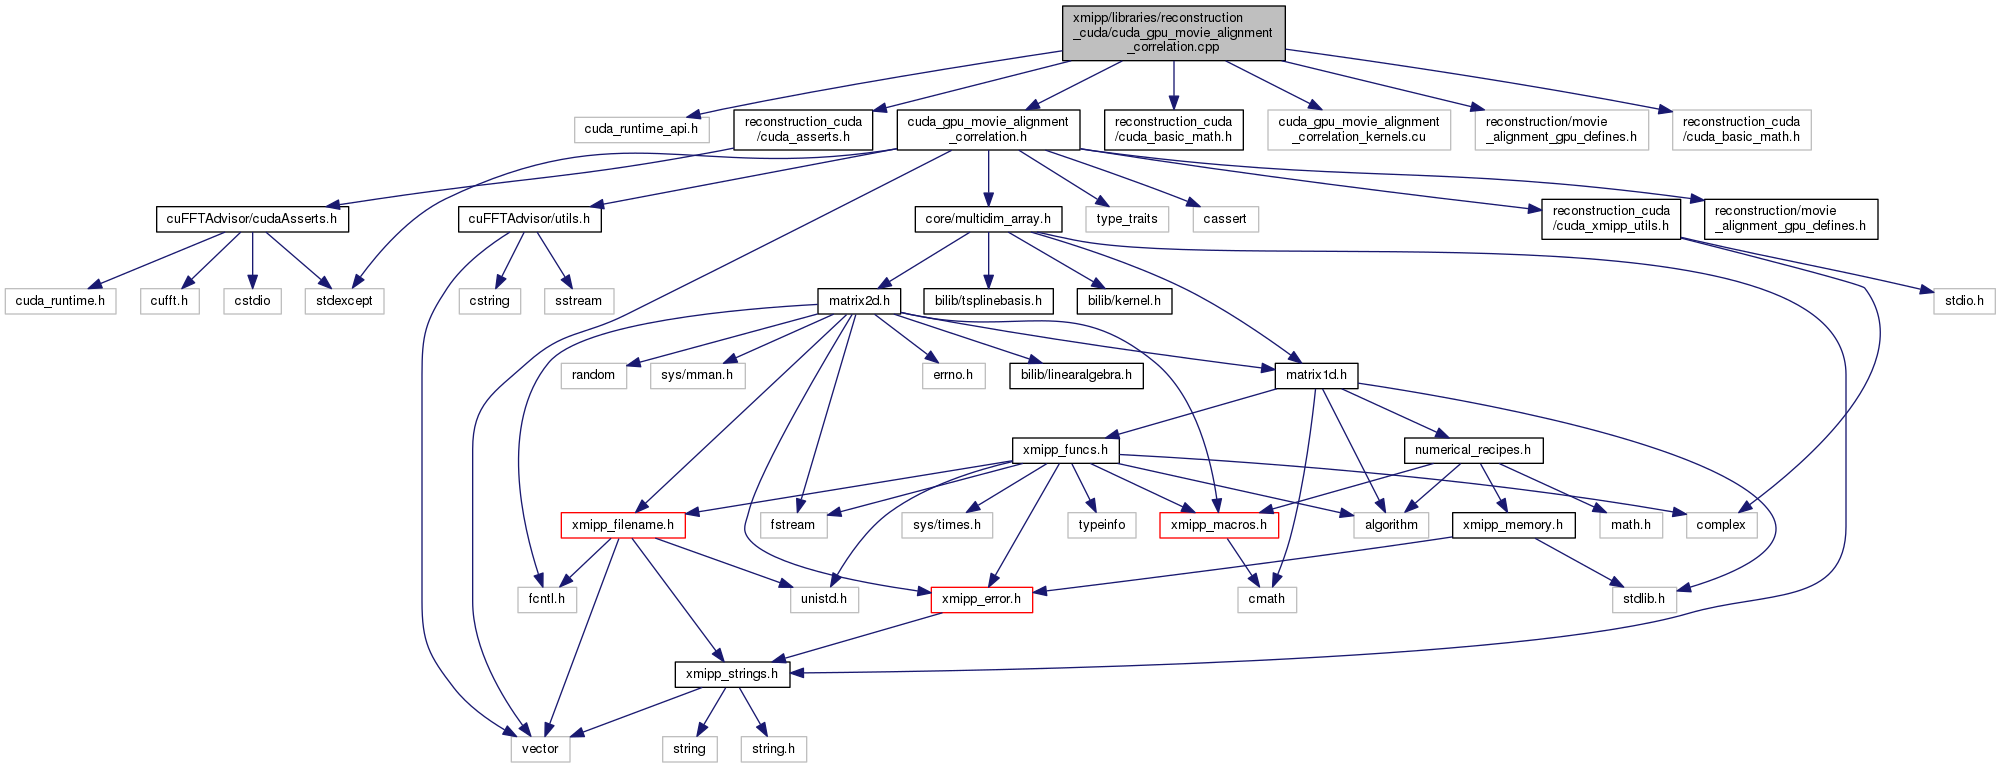 xmipp/libraries/reconstruction
_cuda/cuda_gpu_movie_alignment
_correlation.cpp
cuda_runtime_api.h
reconstruction_cuda
/cuda_asserts.h
cuda_gpu_movie_alignment
_correlation.h
reconstruction_cuda
/cuda_basic_math.h
cuda_gpu_movie_alignment
_correlation_kernels.cu
reconstruction/movie
_alignment_gpu_defines.h
reconstruction_cuda
/cuda_basic_math.h
cuFFTAdvisor/cudaAsserts.h
cuFFTAdvisor/utils.h
core/multidim_array.h
type_traits
cassert
reconstruction_cuda
/cuda_xmipp_utils.h
reconstruction/movie
_alignment_gpu_defines.h
cuda_runtime.h
cufft.h
cstdio
stdexcept
cstring
sstream
matrix2d.h
bilib/tsplinebasis.h
bilib/kernel.h
stdio.h
random
sys/mman.h
errno.h
bilib/linearalgebra.h
matrix1d.h
xmipp_funcs.h
numerical_recipes.h
xmipp_filename.h
fstream
sys/times.h
typeinfo
xmipp_macros.h
algorithm
xmipp_memory.h
math.h
complex
fcntl.h
unistd.h
xmipp_error.h
cmath
stdlib.h
xmipp_strings.h
vector
string
string.h